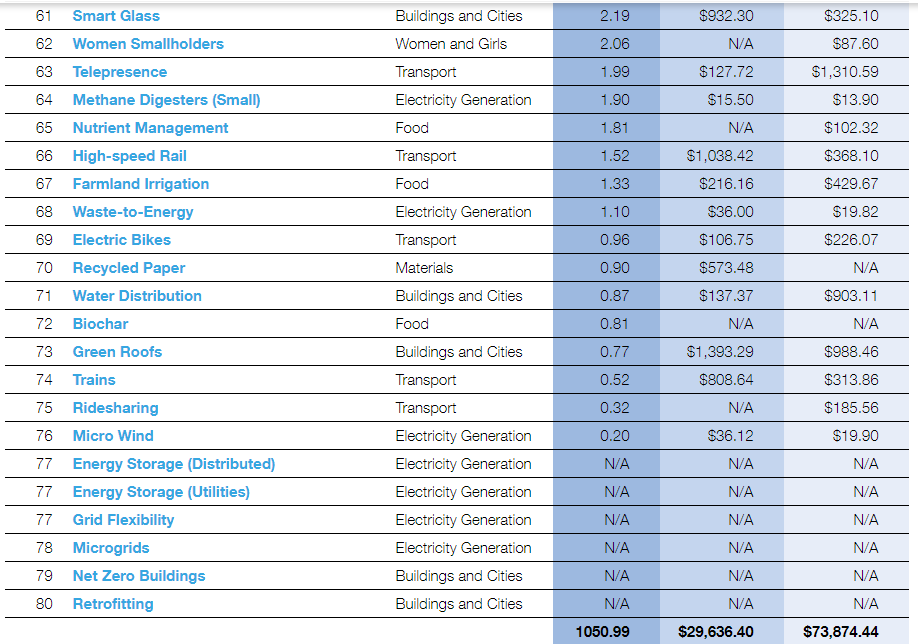 61 Smart Glass Buildings and Cities 2.19 $932.30 $325.10
62 Women Smallholders Women and Girls 2.06 N/A $87.60
63 Telepresence Transport 1.99 $127.72 $1,310.59
64 Methane Digesters (Small) Electricity Generation 1.90 $15.50 $13.90
65 Nutrient Management Food 1.81 N/A $102.32
66 High-speed Rail Transport 1.52 $1,038.42 $368.10
67 Farmland Irrigation Food 1.33 $216.16 $429.67
68 Waste-to-Energy Electricity Generation 1.10 $36.00 $19.82
69 Electric Bikes Transport 0.96 $106.75 $226.07
70 Recycled Paper Materials 0.90 $573.48 N/A
71 Water Distribution Buildings and Cities 0.87 $137.37 $903.11
72 Biochar Food 0.81 N/A N/A
73 Green Roofs Buildings and Cities 0.77 $1,393.29 $988.46
74 Trains Transport 0.52 $808.64 $313.86
75 Ridesharing Transport 0.32 N/A $185.56
76 Micro Wind Electricity Generation 0.20 $36.12 $19.90
77 Energy Storage (Distributed) Electricity Generation N/A N/A N/A
77 Energy Storage (Utilities) Electricity Generation N/A N/A N/A
77 Grid Flexibility Electricity Generation N/A N/A N/A
78 Microgrids Electricity Generation N/A N/A N/A
79 Net Zero Buildings Buildings and Cities N/A N/A N/A
80 Retrofitting Buildings and Cities N/A N/A N/A
1050.99 $29,636.40 $73,874.44